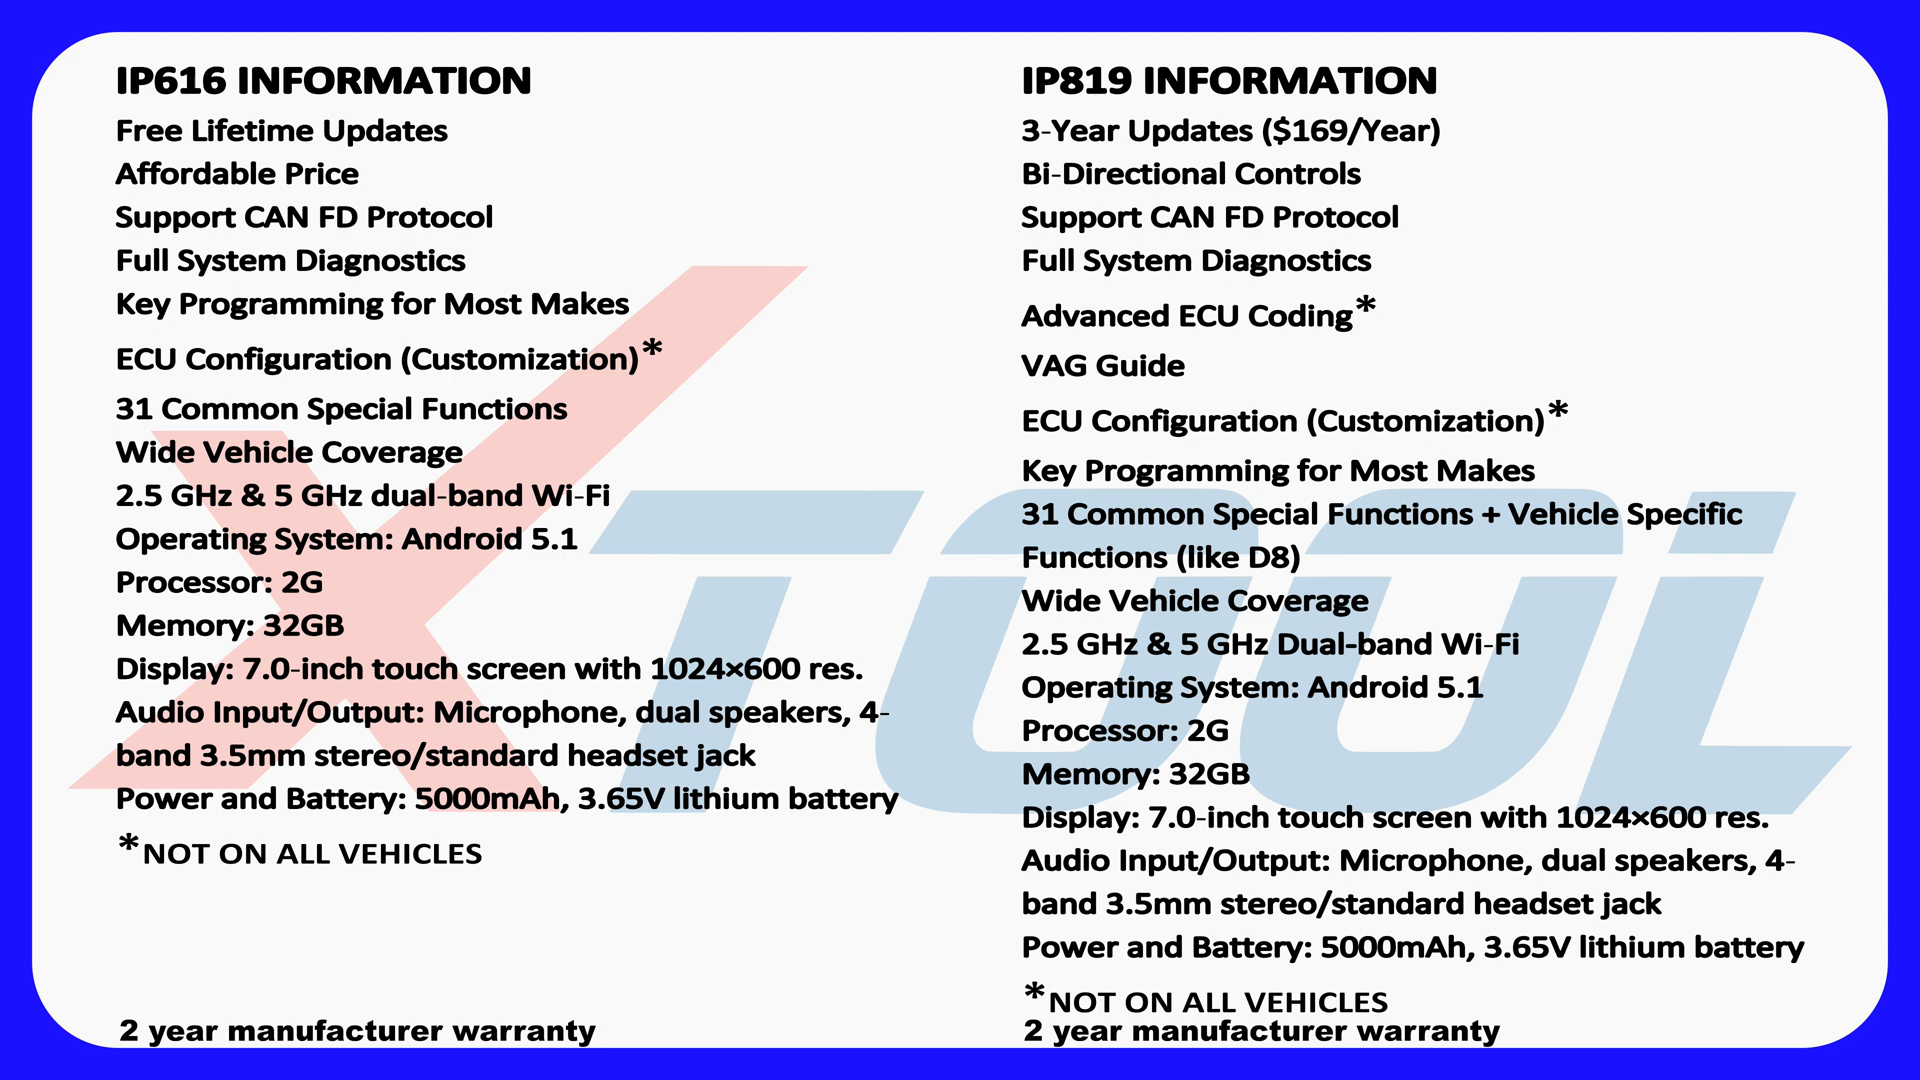 IP616 INFORMATION
Free Lifetime Updates
Affordable Price
Support CAN FD Protocol
Full System Diagnostics
Key Programming for Most Makes
ECU Configuration (Customization)*
31 Common Special Functions
Wide Vehicle Coverage
2.5 GHz & 5 GHz dual-band Wi-Fi
Operating System: Android 5.1
Processor: 2G
Memory: 32GB
Display: 7.0-inch touch screen with 1024×600 res.
Audio Input/Output: Microphone, dual speakers, 4-
band 3.5mm stereo/standard headset jack
Power and Battery: 5000mAh, 3.65V lithium battery
*NOT ON ALL VEHICLES
2 year manufacturer warranty
IP819 INFORMATION
3-Year Updates ($169/Year)
Bi-Directional Controls
Support CAN FD Protocol
Full System Diagnostics
Advanced ECU Coding*
VAG Guide
ECU Configuration (Customization)*
Key Programming for Most Makes
31 Common Special Functions + Vehicle Specific
Functions (like D8)
Wide Vehicle Coverage
2.5 GHz & 5 GHz Dual-band Wi-Fi
Operating System: Android 5.1
Processor: 2G
Memory: 32GB
Display: 7.0-inch touch screen with 1024×600 res.
Audio Input/Output: Microphone, dual speakers, 4-
band 3.5mm stereo/standard headset jack
Power and Battery: 5000mAh, 3.65V lithium battery
*NOT ON ALL VEHICLES
2 year manufacturer warranty
XTOOL